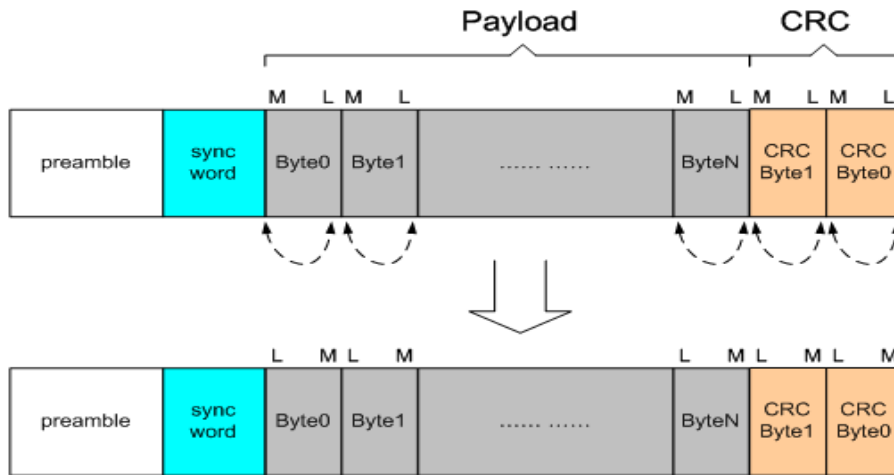 Payload CRC
M L M L M L M L M L
preamble sync word Byte0 Byte1 ...... ...... ByteN CRC Byte1 CRC Byte0
L M L M L M L M L M
preamble sync word Byte0 Byte1 ...... ...... ByteN CRC Byte1 CRC Byte0